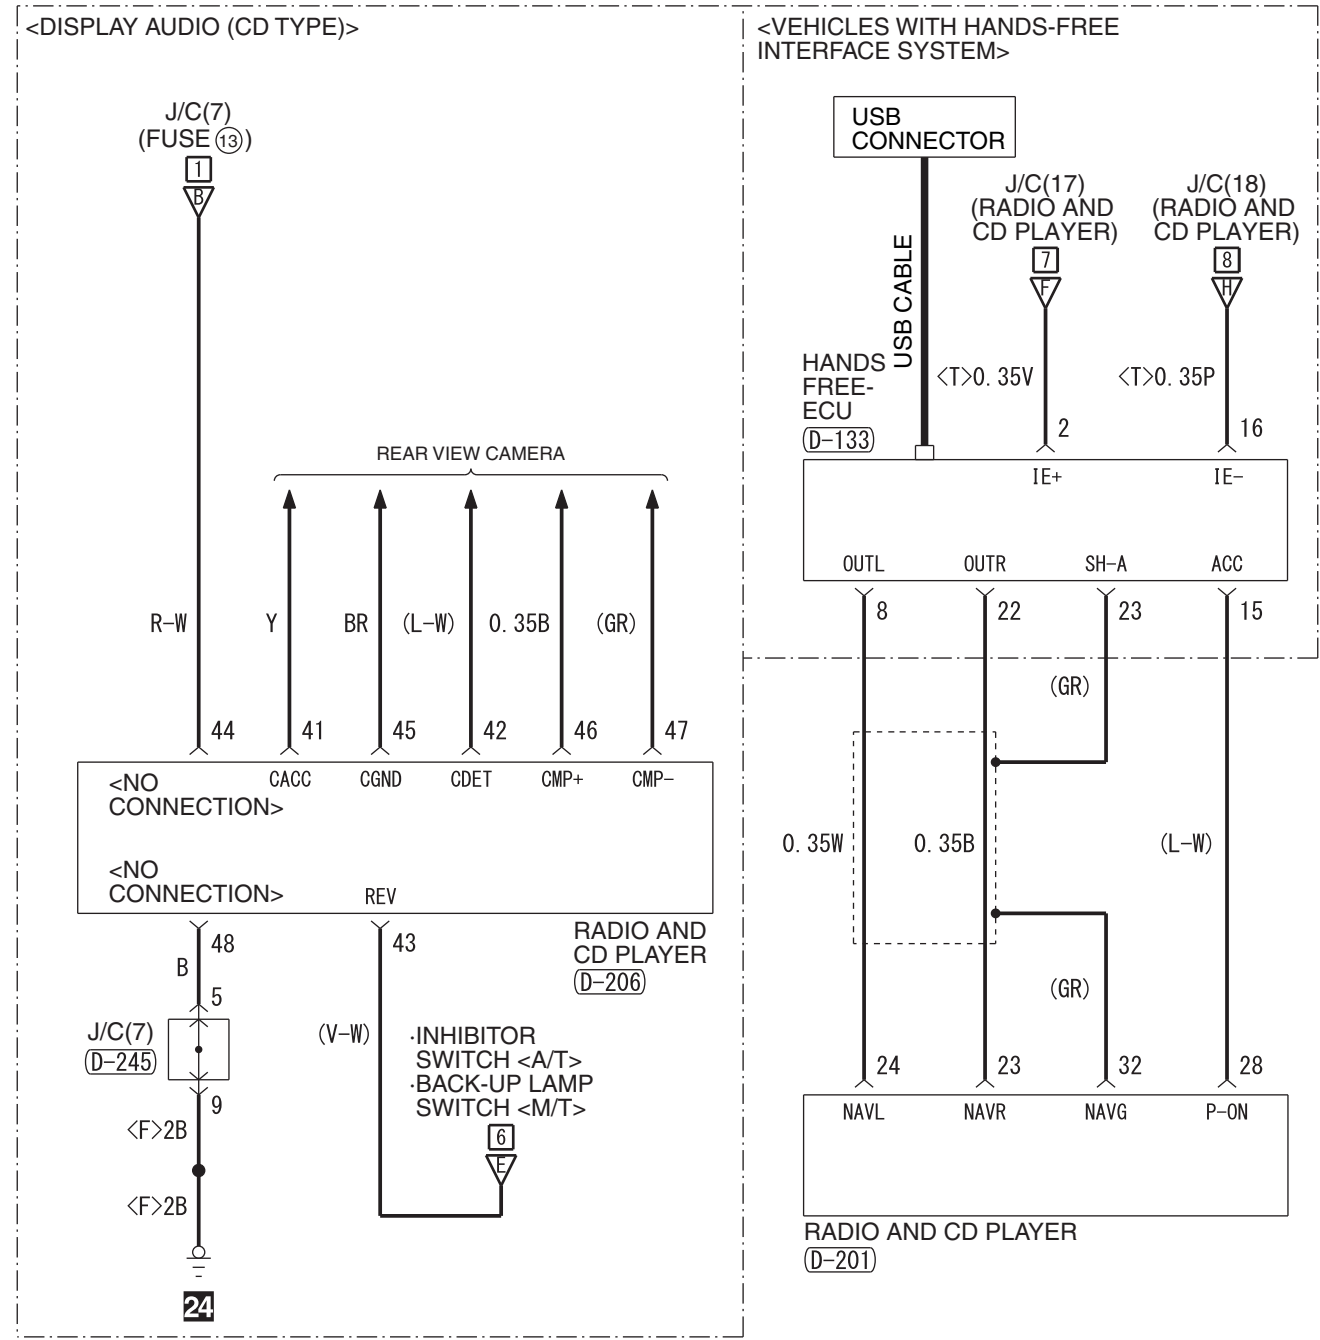 <DISPLAY AUDIO (CD TYPE)>
J/C(7)
(FUSE ⑬)
1
B
R-W
REAR VIEW CAMERA
Y
BR
(L-W)
0.35B
(GR)
44
41
45
42
46
47
<NO
CONNECTION>
CACC
CGND
CDET
CMP+
CMP-
<NO
CONNECTION>
REV
RADIO AND
CD PLAYER
(D-206)
48
43
B
5
J/C(7)
(D-245)
9
<F>2B
<F>2B
24
(V-W)
·INHIBITOR
SWITCH <A/T>
·BACK-UP LAMP
SWITCH <M/T>
6
E
<VEHICLES WITH HANDS-FREE
INTERFACE SYSTEM>
USB
CONNECTOR
USB CABLE
J/C(17)
(RADIO AND
CD PLAYER)
7
F
J/C(18)
(RADIO AND
CD PLAYER)
8
H
HANDS
FREE-
ECU
(D-133)
<T>0.35V
<T>0.35P
2
16
IE+
IE-
OUTL
OUTR
SH-A
ACC
8
22
23
15
(GR)
0.35W
0.35B
(L-W)
(GR)
24
23
32
28
NAVL
NAVR
NAVG
P-ON
RADIO AND CD PLAYER
(D-201)